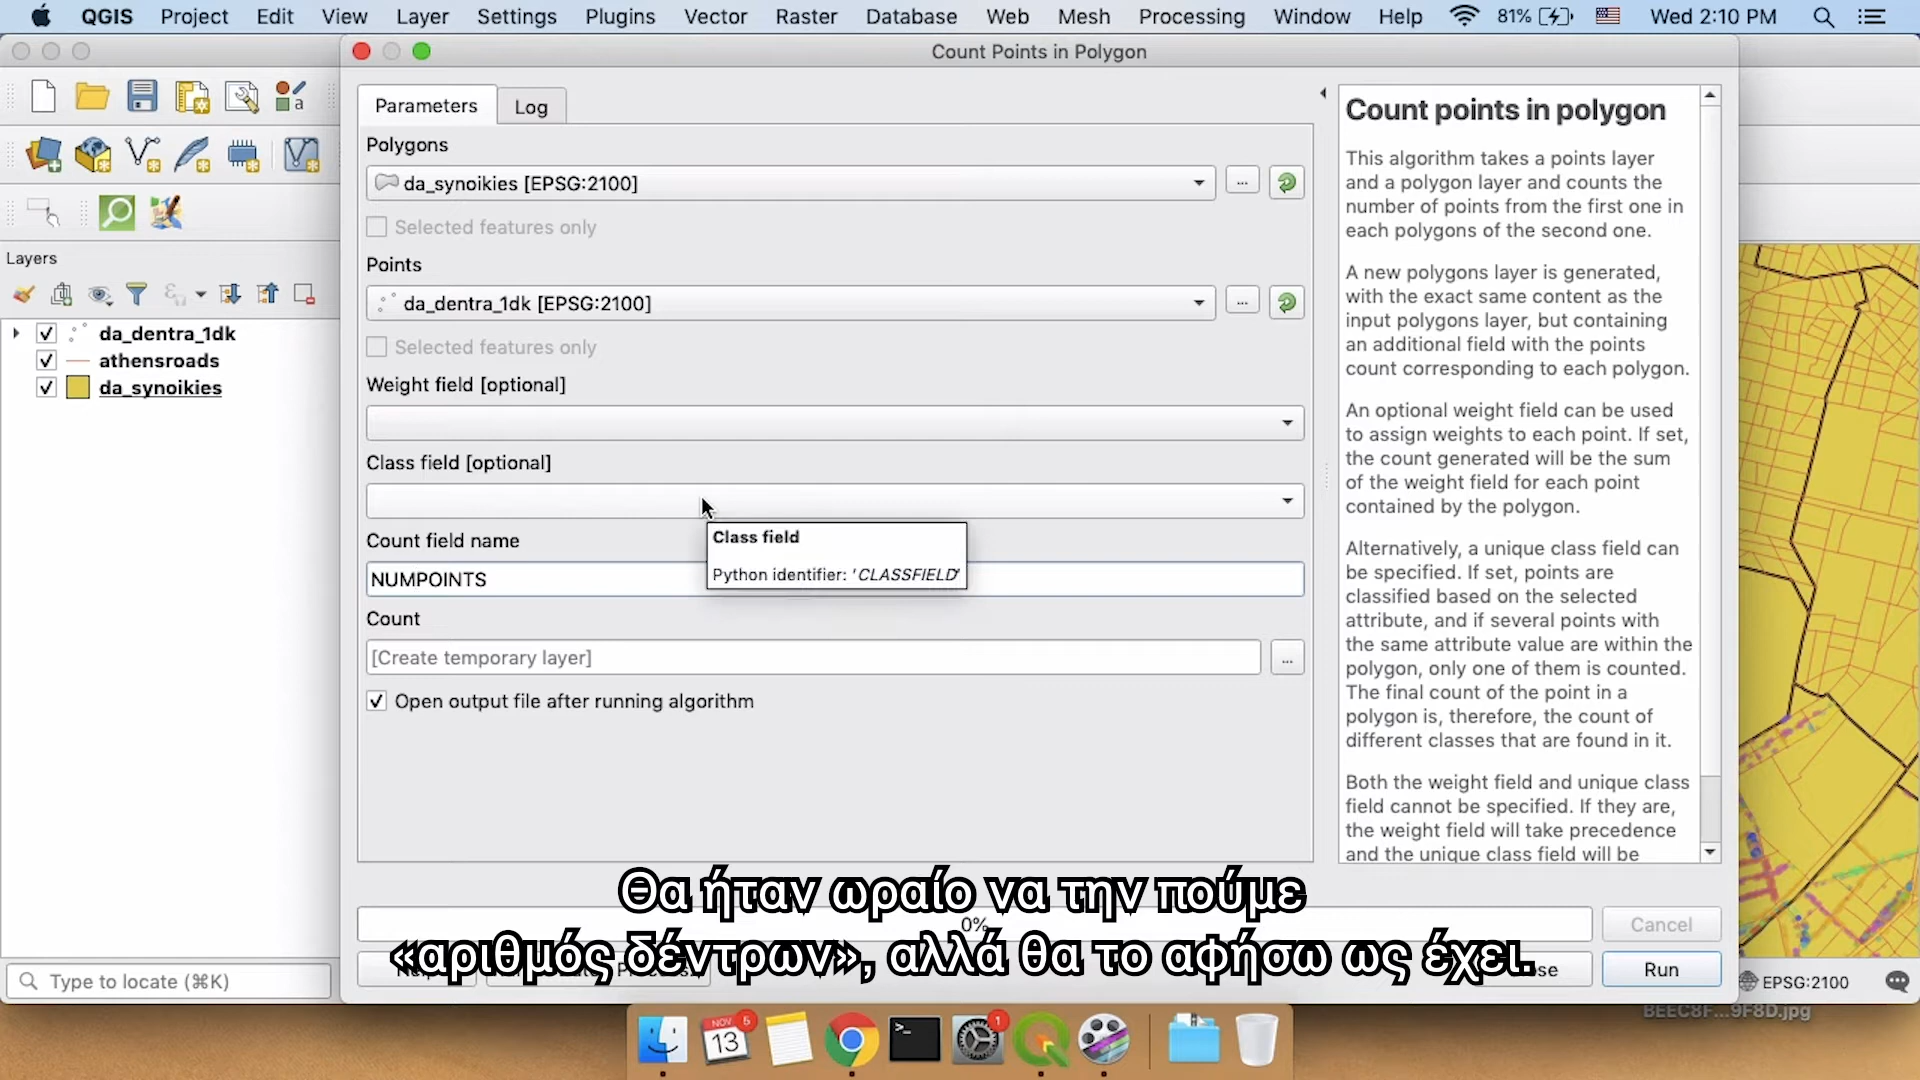 QGIS Project Edit View Layer Settings Plugins Vector Raster Database Web Mesh Processing Window Help 81% Wed 2:10 PM
Count Points in Polygon
Parameters Log
Polygons
da_synoikies [EPSG:2100]
...
Selected features only
Points
da_dentra_1dk [EPSG:2100]
...
Selected features only
Weight field [optional]
Class field [optional]
Class field
Python identifier: 'CLASSFIELD'
Count field name
NUMPOINTS
Count
[Create temporary layer]
...
Open output file after running algorithm
Count points in polygon
This algorithm takes a points layer
and a polygon layer and counts the
number of points from the first one in
each polygons of the second one.
A new polygons layer is generated,
with the exact same content as the
input polygons layer, but containing
an additional field with the points
count corresponding to each polygon.
An optional weight field can be used
to assign weights to each point. If set,
the count generated will be the sum
of the weight field for each point
contained by the polygon.
Alternatively, a unique class field can
be specified. If set, points are
classified based on the selected
attribute, and if several points with
the same attribute value are within the
polygon, only one of them is counted.
The final count of the point in a
polygon is, therefore, the count of
different classes that are found in it.
Both the weight field and unique class
field cannot be specified. If they are,
the weight field will take precedence
and the unique class field will be
Layers
da_dentra_1dk
athensroads
da_synoikies
Type to locate (⌘K)
0%
Cancel
Run
Θα ήταν ωραίο να την πούμε
«αριθμός δέντρων», αλλά θα το αφήσω ως έχει.
EPSG:2100
BEEC8F...9F8D.jpg
NOV 5
13
1